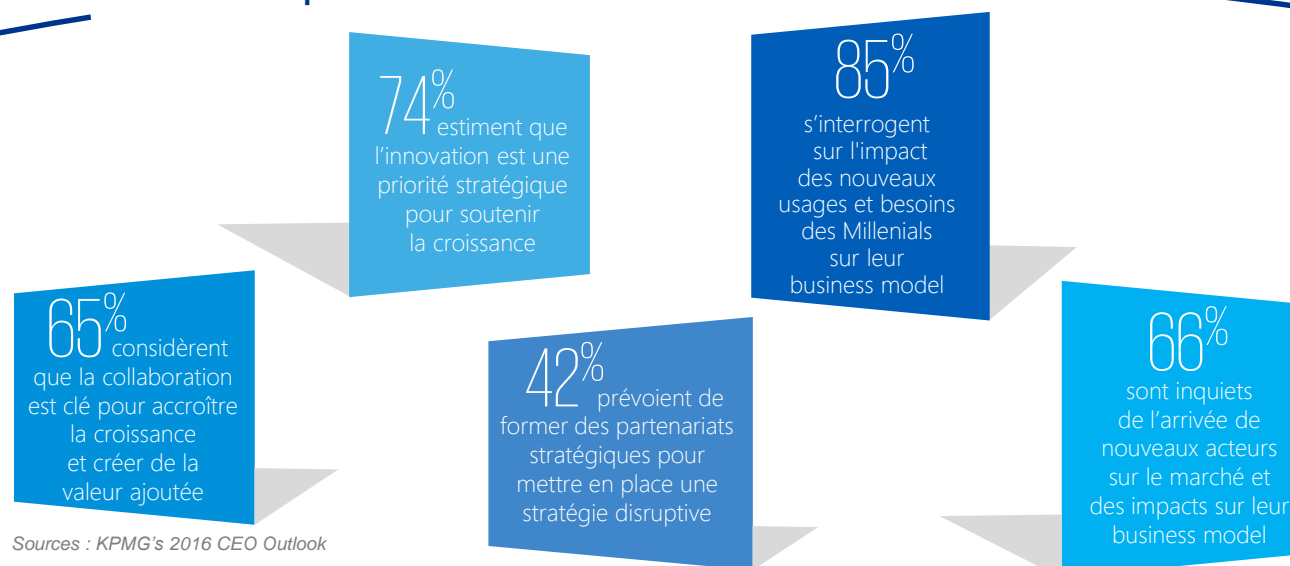 74%
estiment que
l'innovation est une
priorité stratégique
pour soutenir
la croissance
85%
s'interrogent
sur l'impact
des nouveaux
usages et besoins
des Millenials
sur leur
business model
65%
considèrent
que la collaboration
est clé pour accroître
la croissance
et créer de la
valeur ajoutée
42%
prévoient de
former des partenariats
stratégiques pour
mettre en place une
stratégie disruptive
66%
sont inquiets
de l'arrivée de
nouveaux acteurs
sur le marché et
des impacts sur leur
business model
Sources : KPMG's 2016 CEO Outlook